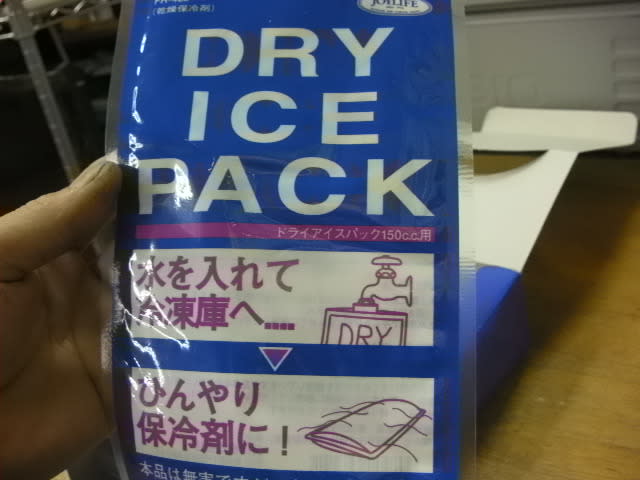 (乾燥保冷剤)
JOYLIFE
DRY
ICE
PACK
ドライアイスパック150c.c.用
水を入れて
冷凍庫へ....
DRY
ひんやり
保冷剤に!
本品は無害で